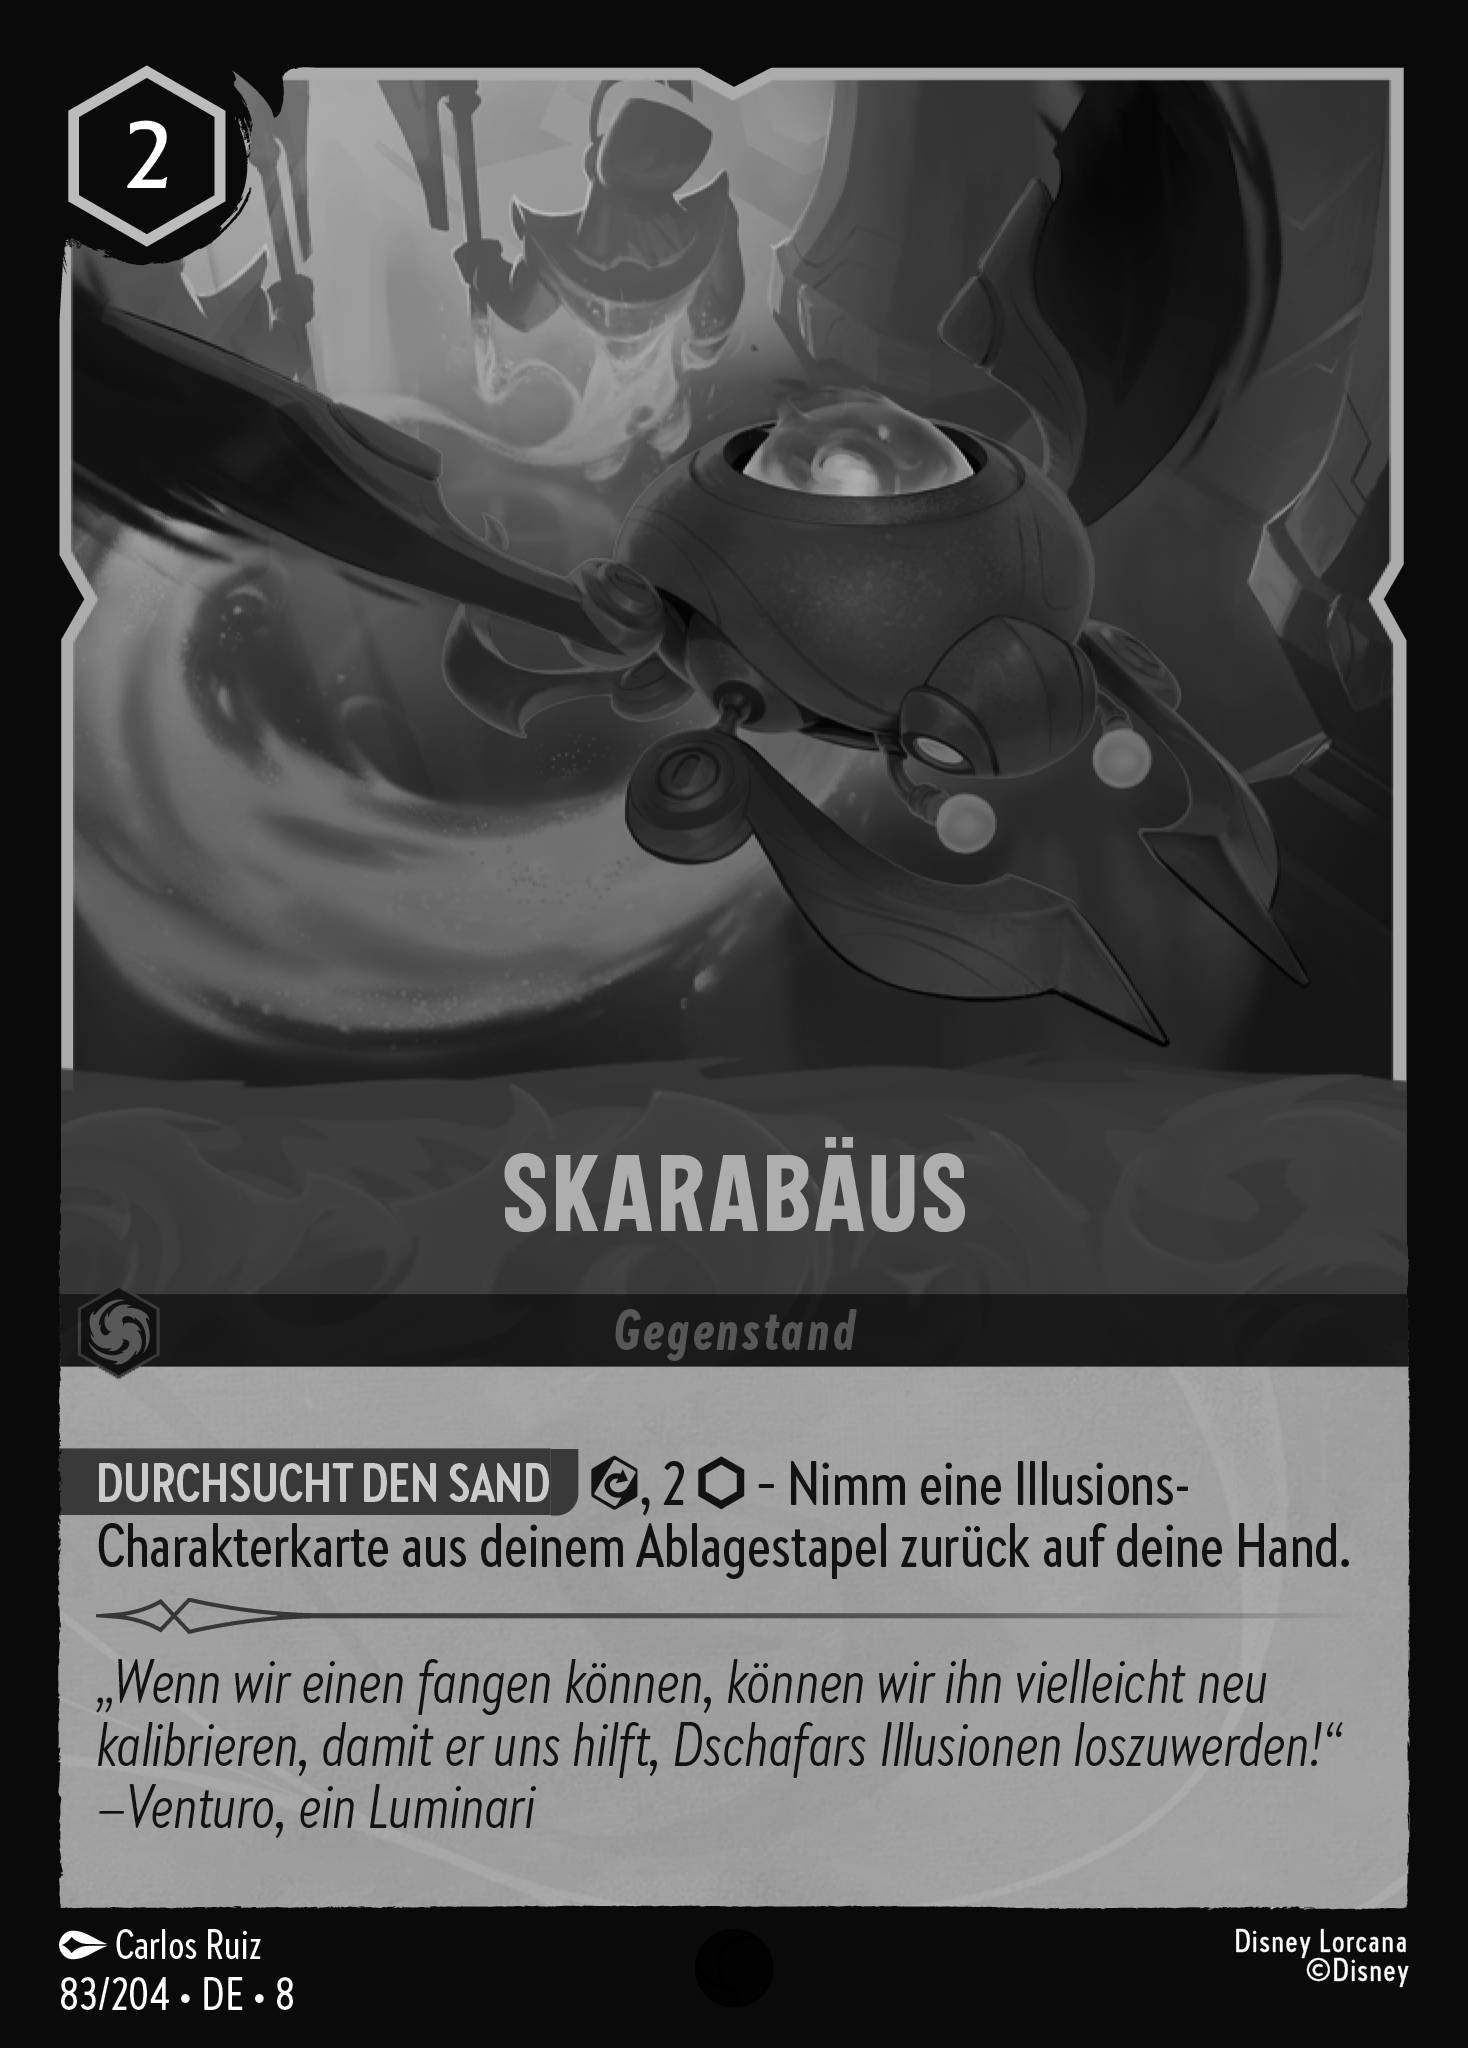 2
SKARABÄUS
Gegenstand
DURCHSUCHT DEN SAND , 2 – Nimm eine Illusions-
Charakterkarte aus deinem Ablagestapel zurück auf deine Hand.
„Wenn wir einen fangen können, können wir ihn vielleicht neu
kalibrieren, damit er uns hilft, Dschafars Illusionen loszuwerden!“
–Venturo, ein Luminari
Carlos Ruiz
Disney Lorcana
83/204 • DE • 8
©Disney